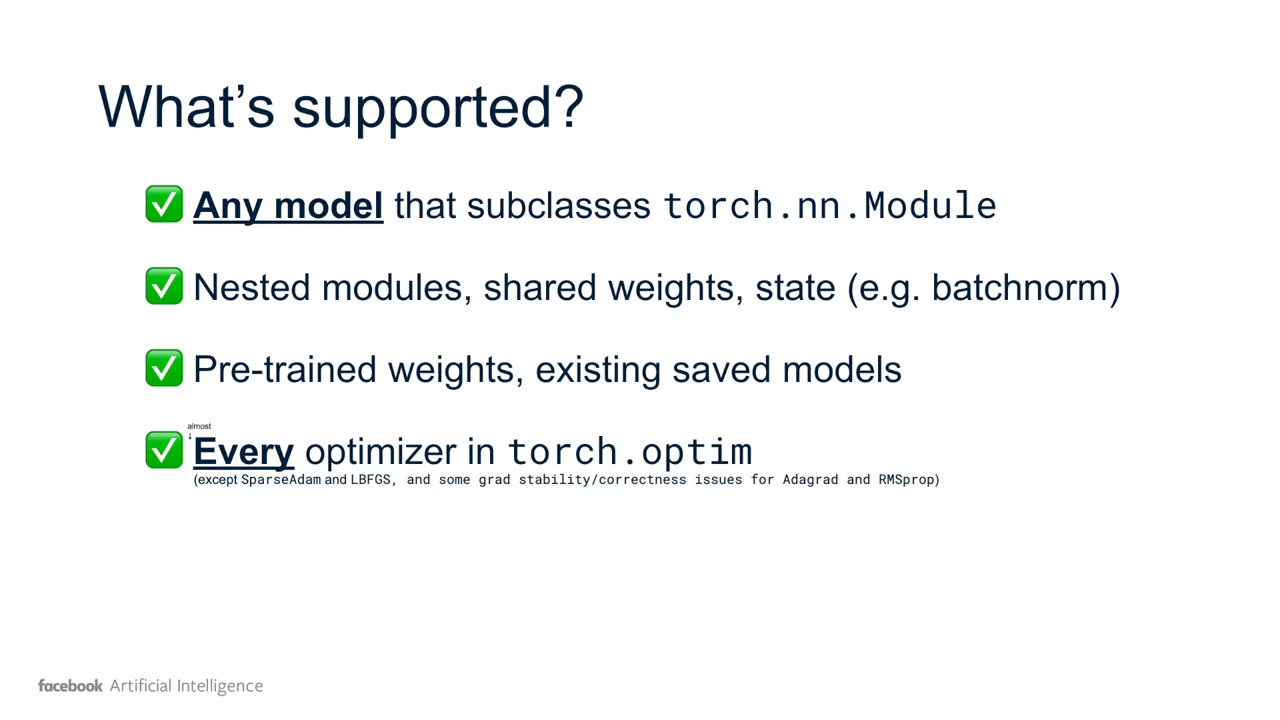 What's supported?
✅ Any model that subclasses torch.nn.Module
✅ Nested modules, shared weights, state (e.g. batchnorm)
✅ Pre-trained weights, existing saved models
almost
↓
✅ Every optimizer in torch.optim
(except SparseAdam and LBFGS, and some grad stability/correctness issues for Adagrad and RMSprop)
facebook Artificial Intelligence